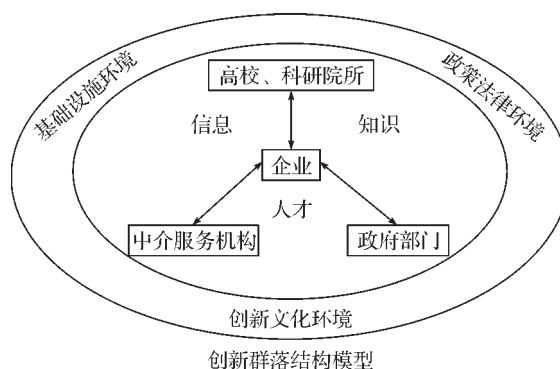 高校、科研院所
基础设施环境
政策法律环境
信息
知识
企业
人才
中介服务机构
政府部门
创新文化环境
创新群落结构模型